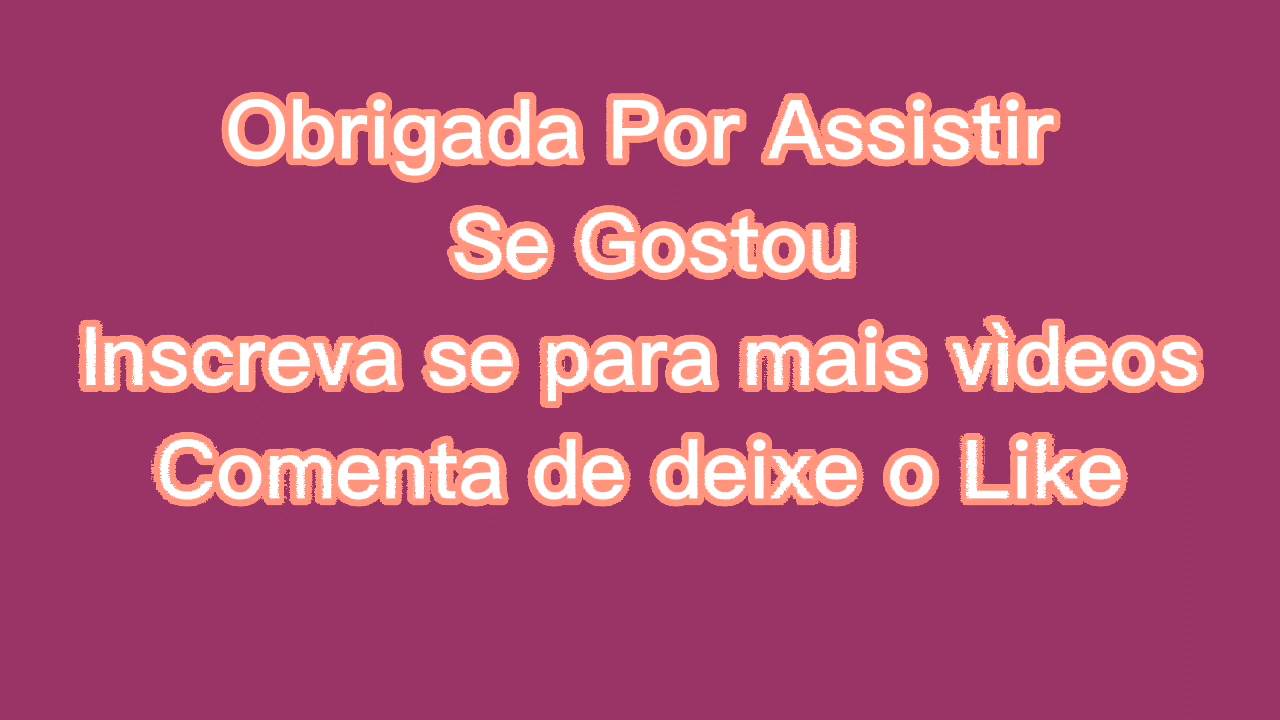 Obrigada Por Assistir
Se Gostou
Inscreva se para mais vìdeos
Comenta de deixe o Like